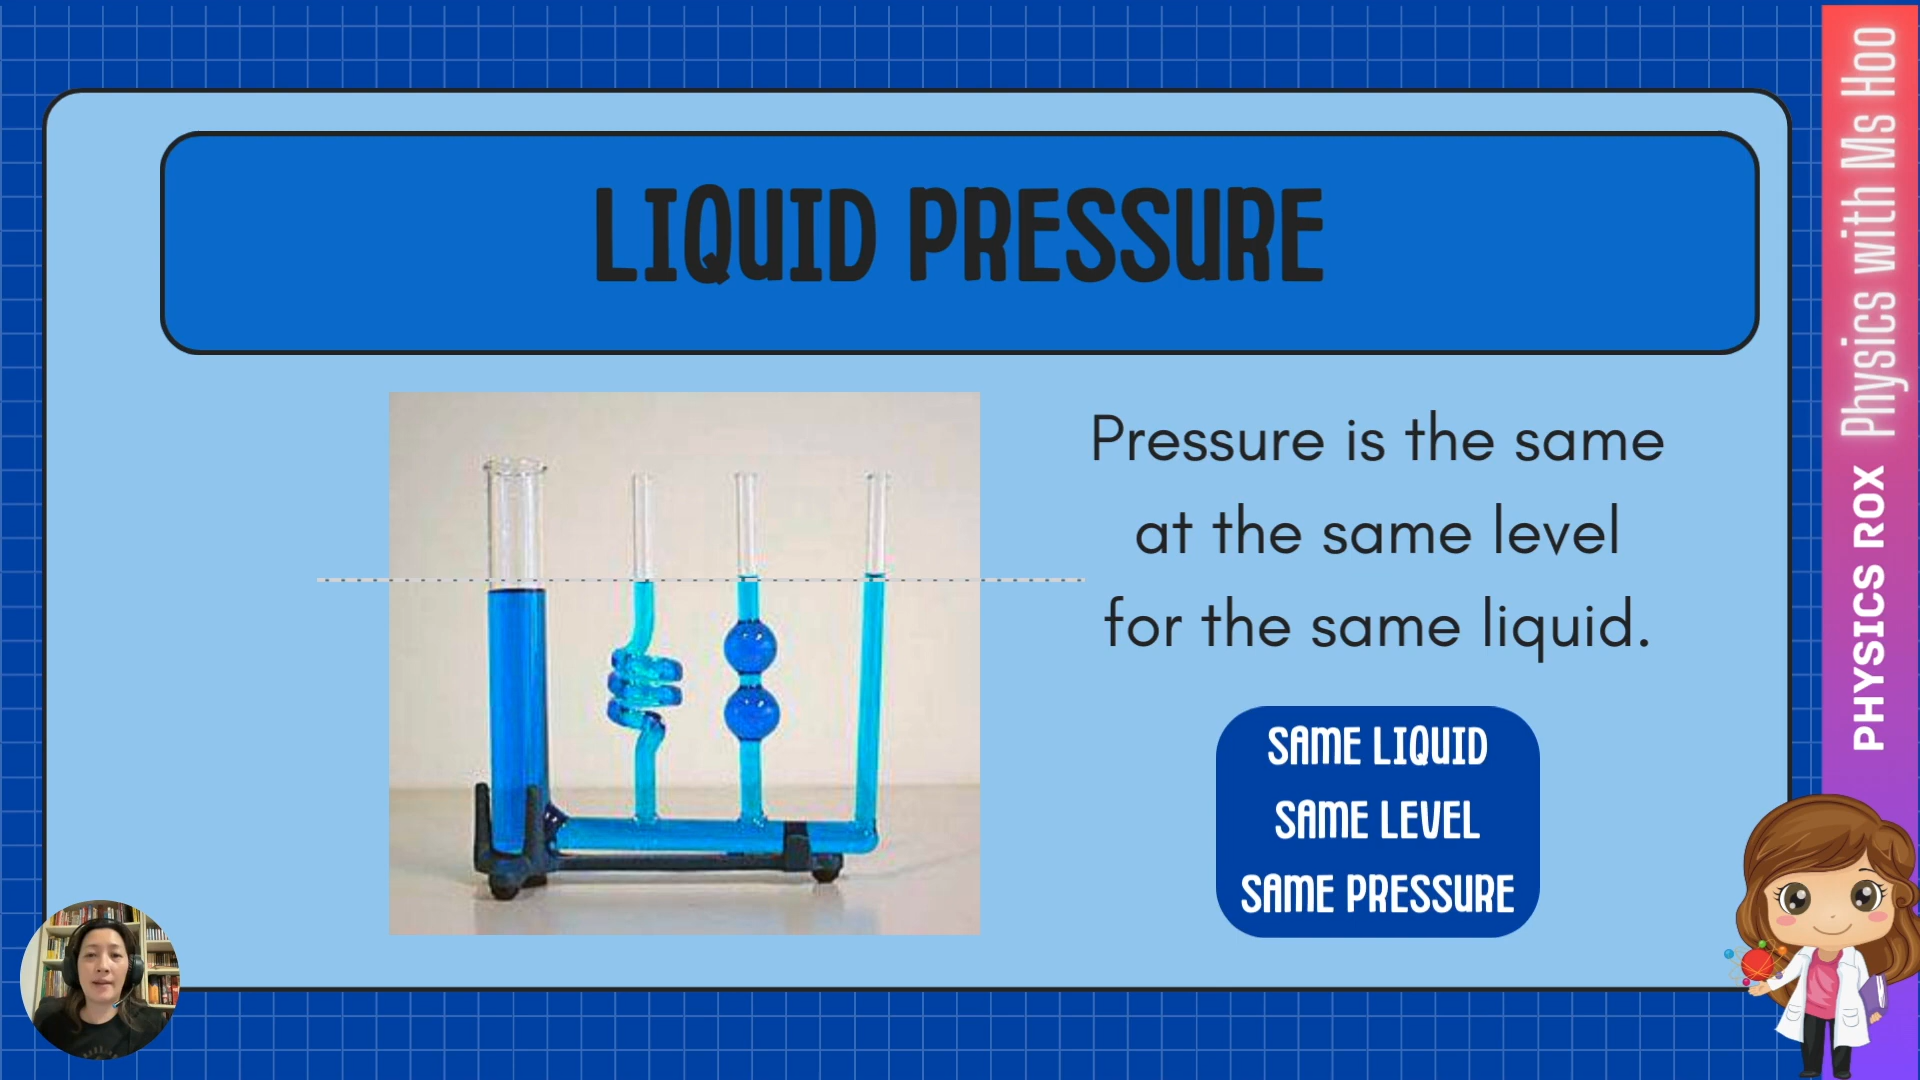 LIQUID PRESSURE
Pressure is the same
at the same level
for the same liquid.
SAME LIQUID
SAME LEVEL
SAME PRESSURE
PHYSICS ROX Physics with Ms Hoo